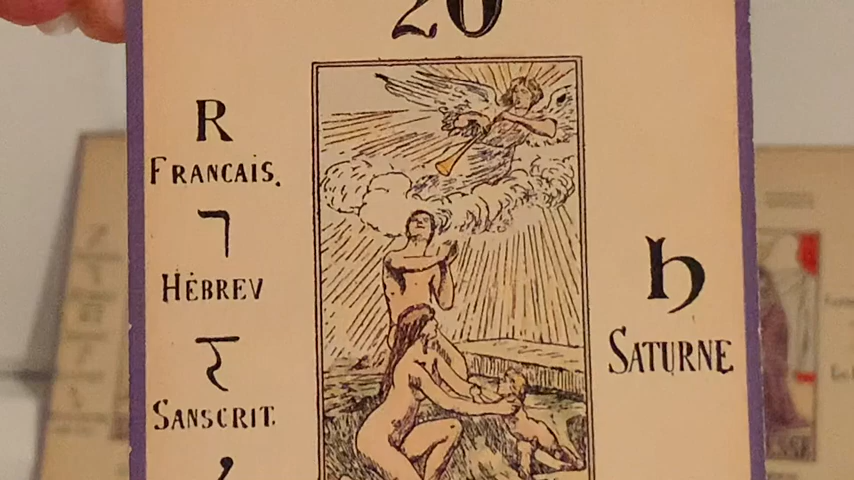 20
R
FRANCAIS.
ר
HÉBREV
र
SANSCRIT.
♄
SATURNE